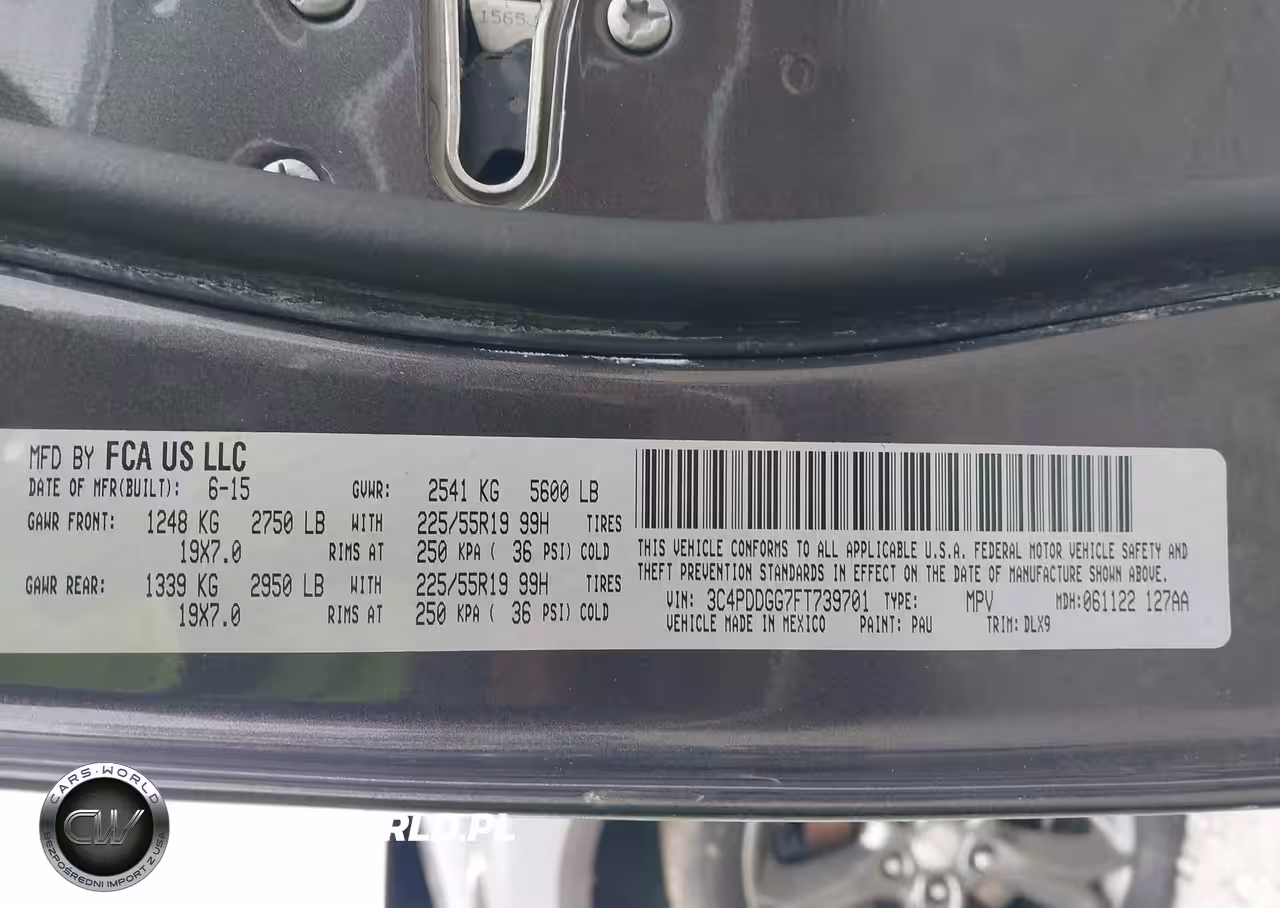 1565
MFD BY FCA US LLC
DATE OF MFR(BUILT): 6-15 GVWR: 2541 KG 5600 LB
GAWR FRONT: 1248 KG 2750 LB WITH 225/55R19 99H TIRES
19X7.0 RIMS AT 250 KPA ( 36 PSI) COLD
GAWR REAR: 1339 KG 2950 LB WITH 225/55R19 99H TIRES
19X7.0 RIMS AT 250 KPA ( 36 PSI) COLD
THIS VEHICLE CONFORMS TO ALL APPLICABLE U.S.A. FEDERAL MOTOR VEHICLE SAFETY AND
THEFT PREVENTION STANDARDS IN EFFECT ON THE DATE OF MANUFACTURE SHOWN ABOVE.
VIN: 3C4PDDGG7FT739701 TYPE: MPV MDH:061122 127AA
VEHICLE MADE IN MEXICO PAINT: PAU TRIM: DLX9
CARS-WORLD
CW
BEZPOŚREDNI IMPORT Z USA
RLD.PL